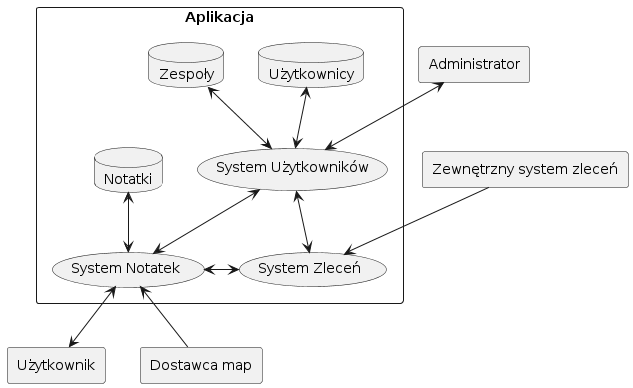 Aplikacja
Zespoły
Użytkownicy
Administrator
Notatki
System Użytkowników
Zewnętrzny system zleceń
System Notatek
System Zleceń
Użytkownik
Dostawca map